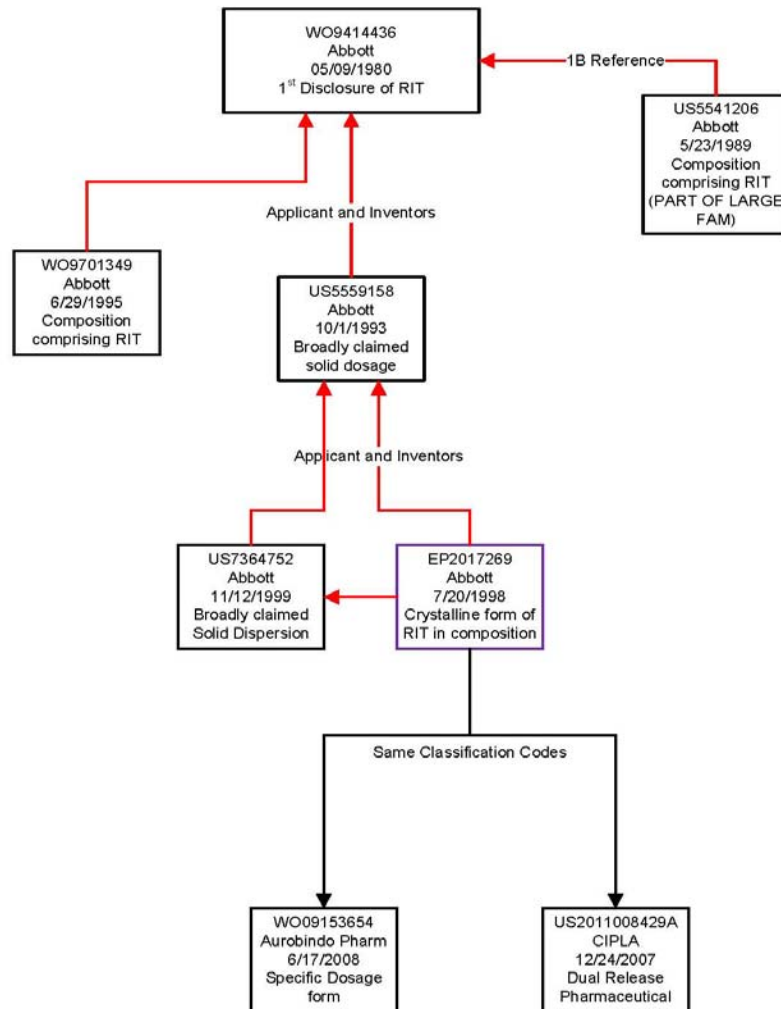 WO9414436
Abbott
05/09/1980
1st Disclosure of RIT
1B Reference
US5541206
Abbott
5/23/1989
Composition
comprising RIT
(PART OF LARGE
FAM)
Applicant and Inventors
WO9701349
Abbott
6/29/1995
Composition
comprising RIT
US5559158
Abbott
10/1/1993
Broadly claimed
solid dosage
Applicant and Inventors
US7364752
Abbott
11/12/1999
Broadly claimed
Solid Dispersion
EP2017269
Abbott
7/20/1998
Crystalline form of
RIT in composition
Same Classification Codes
WO09153654
Aurobindo Pharm
6/17/2008
Specific Dosage
form
US2011008429A
CIPLA
12/24/2007
Dual Release
Pharmaceutical